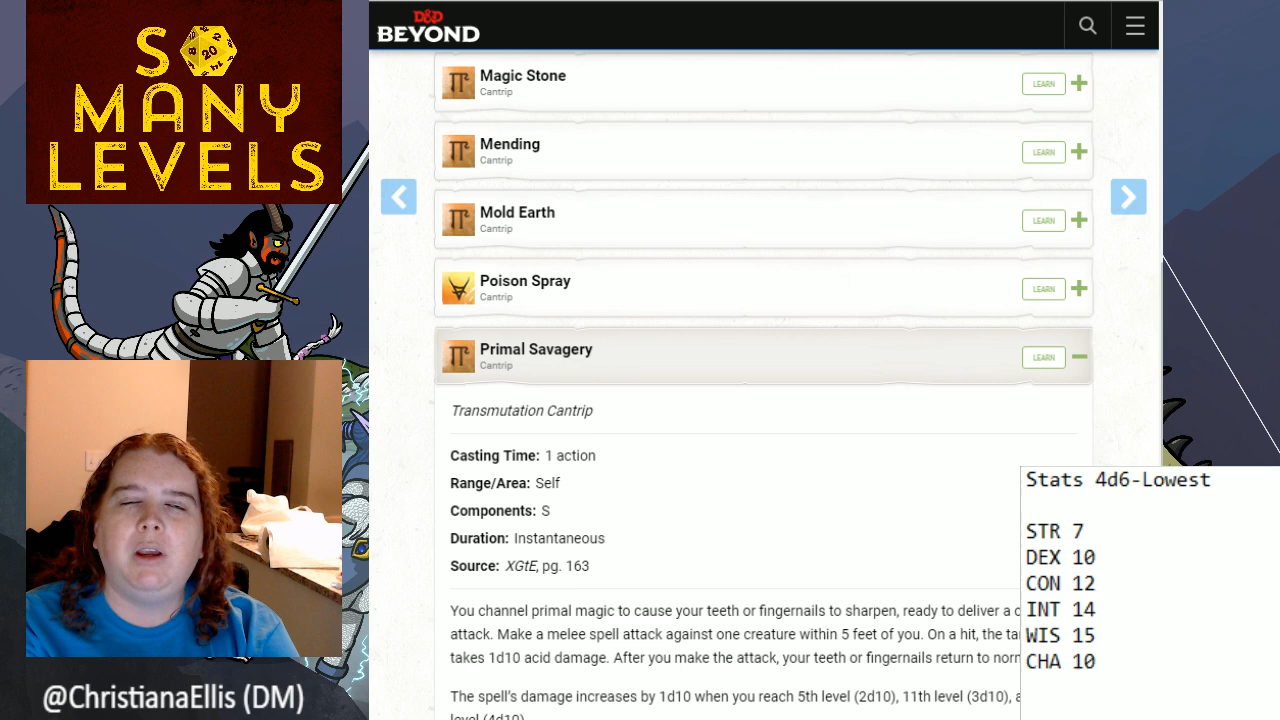 SO
MANY
LEVELS
@ChristianaEllis (DM)
D&D
BEYOND
Magic Stone
Cantrip
LEARN
Mending
Cantrip
LEARN
Mold Earth
Cantrip
LEARN
Poison Spray
Cantrip
LEARN
Primal Savagery
Cantrip
LEARN
Transmutation Cantrip
Casting Time: 1 action
Range/Area: Self
Components: S
Duration: Instantaneous
Source: XGtE, pg. 163
You channel primal magic to cause your teeth or fingernails to sharpen, ready to deliver a
attack. Make a melee spell attack against one creature within 5 feet of you. On a hit, the
takes 1d10 acid damage. After you make the attack, your teeth or fingernails return to
The spell's damage increases by 1d10 when you reach 5th level (2d10), 11th level (3d10),
level (4d10)
Stats 4d6-Lowest
STR 7
DEX 10
CON 12
INT 14
WIS 15
CHA 10